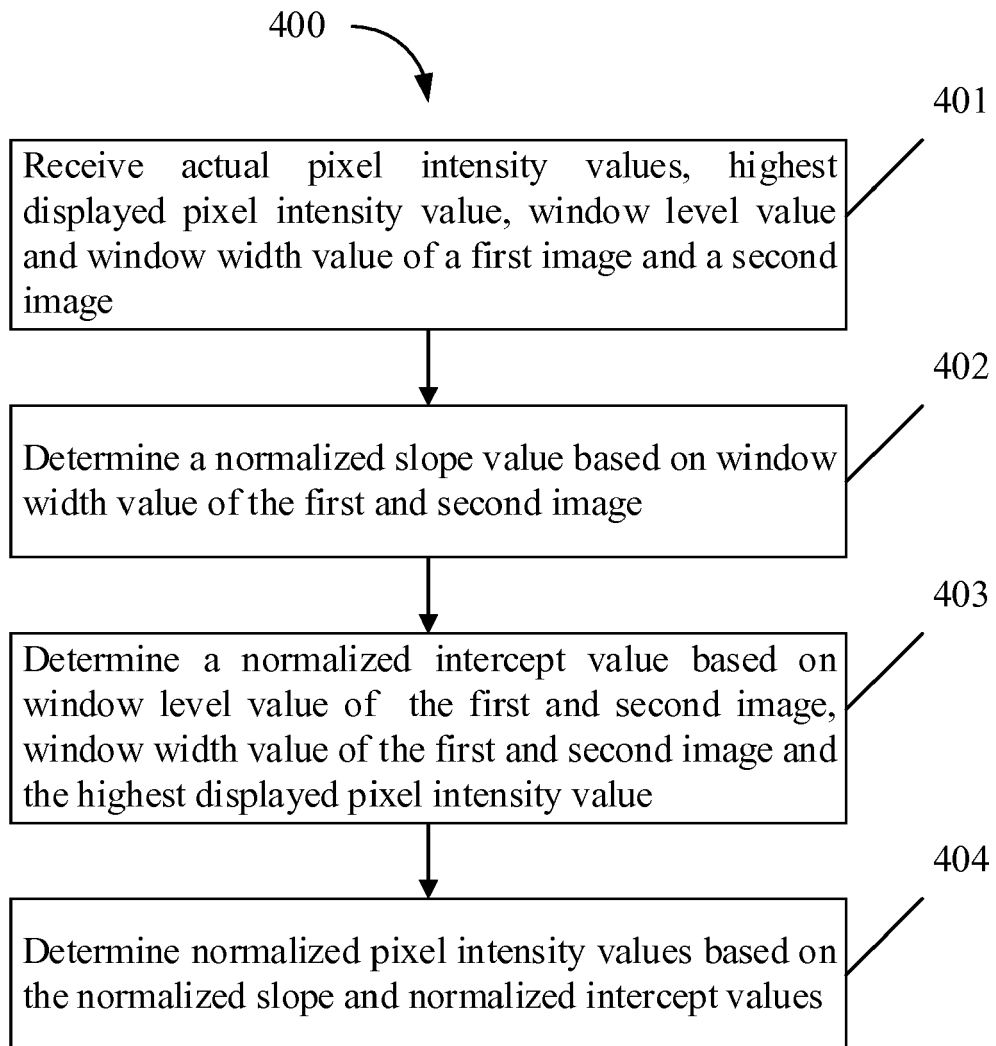 400
401
Receive actual pixel intensity values, highest
displayed pixel intensity value, window level value
and window width value of a first image and a second
image
402
Determine a normalized slope value based on window
width value of the first and second image
403
Determine a normalized intercept value based on
window level value of the first and second image,
window width value of the first and second image and
the highest displayed pixel intensity value
404
Determine normalized pixel intensity values based on
the normalized slope and normalized intercept values